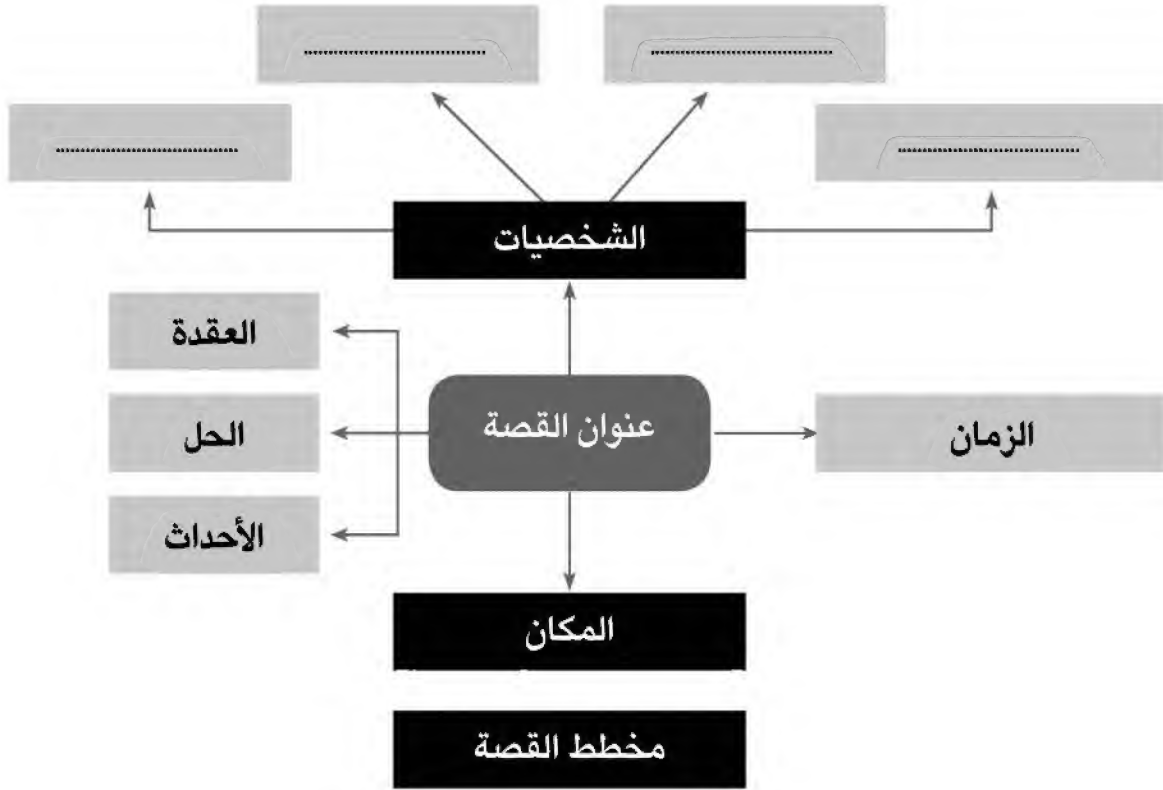 الشخصيات
العقدة
عنوان القصة
الزمان
الحل
الأحداث
المكان
مخطط القصة